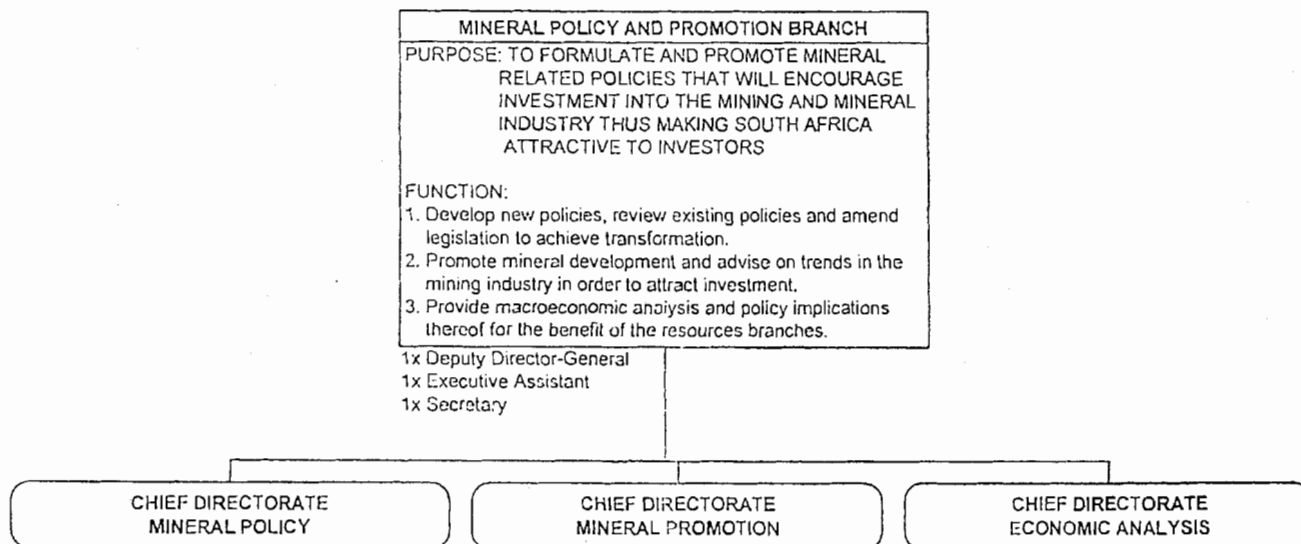 MINERAL POLICY AND PROMOTION BRANCH
PURPOSE: TO FORMULATE AND PROMOTE MINERAL
RELATED POLICIES THAT WILL ENCOURAGE
INVESTMENT INTO THE MINING AND MINERAL
INDUSTRY THUS MAKING SOUTH AFRICA
ATTRACTIVE TO INVESTORS
FUNCTION:
1. Develop new policies, review existing policies and amend
legislation to achieve transformation.
2. Promote mineral development and advise on trends in the
mining industry in order to attract investment.
3. Provide macroeconomic analysis and policy implications
thereof for the benefit of the resources branches.
1x Deputy Director-General
1x Executive Assistant
1x Secretary
CHIEF DIRECTORATE
MINERAL POLICY
CHIEF DIRECTORATE
MINERAL PROMOTION
CHIEF DIRECTORATE
ECONOMIC ANALYSIS